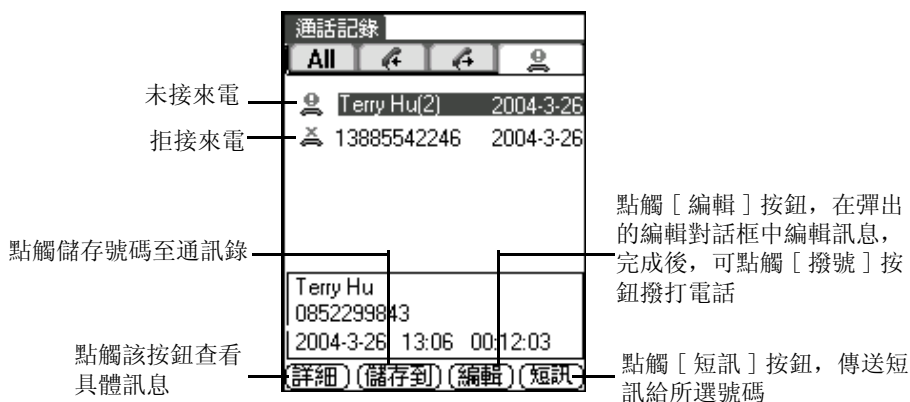 通話記錄
All
未接來電
Terry Hu(2) 2004-3-26
拒接來電
13885542246 2004-3-26
點觸儲存號碼至通訊錄
點觸［編輯］按鈕，在彈出
的編輯對話框中編輯訊息，
完成後，可點觸［撥號］按
鈕撥打電話
Terry Hu
0852299843
2004-3-26 13:06 00:12:03
點觸該按鈕查看
具體訊息
詳細 儲存到 編輯 短訊
點觸［短訊］按鈕，傳送短
訊給所選號碼